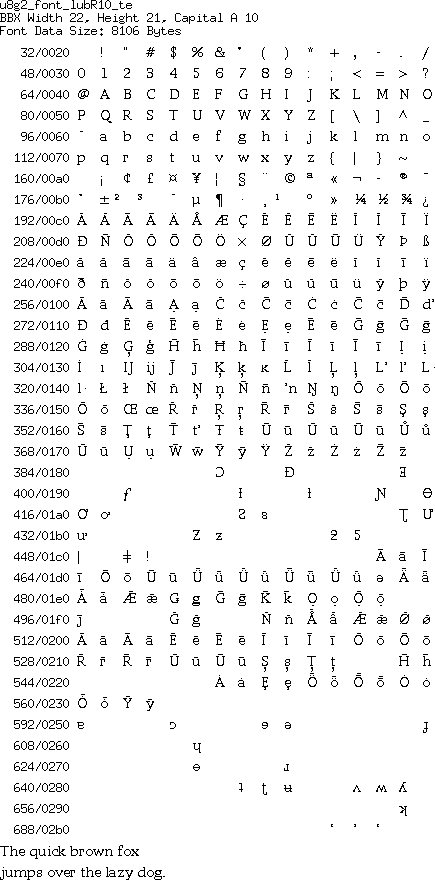 u8g2_font_lubR10_te
BBX Width 22, Height 21, Capital A 10
Font Data Size: 8106 Bytes
32/0020 ! " # $ % & ' ( ) * + , - . /
48/0030 0 1 2 3 4 5 6 7 8 9 : ; < = > ?
64/0040 @ A B C D E F G H I J K L M N O
80/0050 P Q R S T U V W X Y Z [ \ ] ^ _
96/0060 ` a b c d e f g h i j k l m n o
112/0070 p q r s t u v w x y z { | } ~
160/00a0 ¡ ¢ £ ¤ ¥ ¦ § ¨ © ª « ¬ - ® ¯
176/00b0 ° ± ² ³ ´ µ ¶ · ¸ ¹ º » ¼ ½ ¾ ¿
192/00c0 À Á Â Ã Ä Å Æ Ç È É Ê Ë Ì Í Î Ï
208/00d0 Ð Ñ Ò Ó Ô Õ Ö × Ø Ù Ú Û Ü Ý Þ ß
224/00e0 à á â ã ä å æ ç è é ê ë ì í î ï
240/00f0 ð ñ ò ó ô õ ö ÷ ø ù ú û ü ý þ ÿ
256/0100 Ā ā Ă ă Ą ą Ć ć Ĉ ĉ Ċ ċ Č č Ď ď
272/0110 Đ đ Ē ē Ĕ ĕ Ė ė Ę ę Ě ě Ĝ ĝ Ğ ğ
288/0120 Ġ ġ Ģ ģ Ĥ ĥ Ħ ħ Ĩ ĩ Ī ī Ĭ ĭ Į į
304/0130 İ ı Ĳ ĳ Ĵ ĵ Ķ ķ ĸ Ĺ ĺ Ļ ļ Ľ ľ Ŀ
320/0140 ŀ Ł ł Ń ń Ņ ņ Ň ň ŉ Ŋ ŋ Ō ō Ŏ ŏ
336/0150 Ő ő Œ œ Ŕ ŕ Ŗ ŗ Ř ř Ś ś Ŝ ŝ Ş ş
352/0160 Š š Ţ ţ Ť ť Ŧ ŧ Ũ ũ Ū ū Ŭ ŭ Ů ů
368/0170 Ű ű Ų ų Ŵ ŵ Ŷ ŷ Ÿ Ź ź Ż ż Ž ž
384/0180 Ɔ Ɖ Ǝ
400/0190 ƒ Ɨ ƚ Ɲ Ɵ
416/01a0 Ơ ơ Ƨ ƨ Ʈ Ư
432/01b0 ư Ƶ ƶ ƻ Ƽ
448/01c0 ǀ ǂ ǃ Ǎ ǎ Ǐ
464/01d0 ǐ Ǒ ǒ Ǔ ǔ Ǖ ǖ Ǘ ǘ Ǚ ǚ Ǜ ǜ ǝ Ǟ ǟ
480/01e0 Ǡ ǡ Ǣ ǣ Ǥ ǥ Ǧ ǧ Ǩ ǩ Ǫ ǫ Ǭ ǭ
496/01f0 ǰ Ǵ ǵ Ǹ ǹ Ǻ ǻ Ǽ ǽ Ǿ ǿ
512/0200 Ȁ ȁ Ȃ ȃ Ȅ ȅ Ȇ ȇ Ȉ ȉ Ȋ ȋ Ȍ ȍ Ȏ ȏ
528/0210 Ȑ ȑ Ȓ ȓ Ȕ ȕ Ȗ ȗ Ș ș Ț ț Ȟ ȟ
544/0220 Ȧ ȧ Ȩ ȩ Ȫ ȫ Ȭ ȭ Ȯ ȯ
560/0230 Ȱ ȱ Ȳ ȳ
592/0250 ɐ ɔ ɘ ə ɟ
608/0260 ɥ
624/0270 ɵ ɹ
640/0280 ʇ ʈ ʉ ʌ ʍ ʎ
656/0290 ʞ
688/02b0 ʻ ʼ ʽ
The quick brown fox
jumps over the lazy dog.